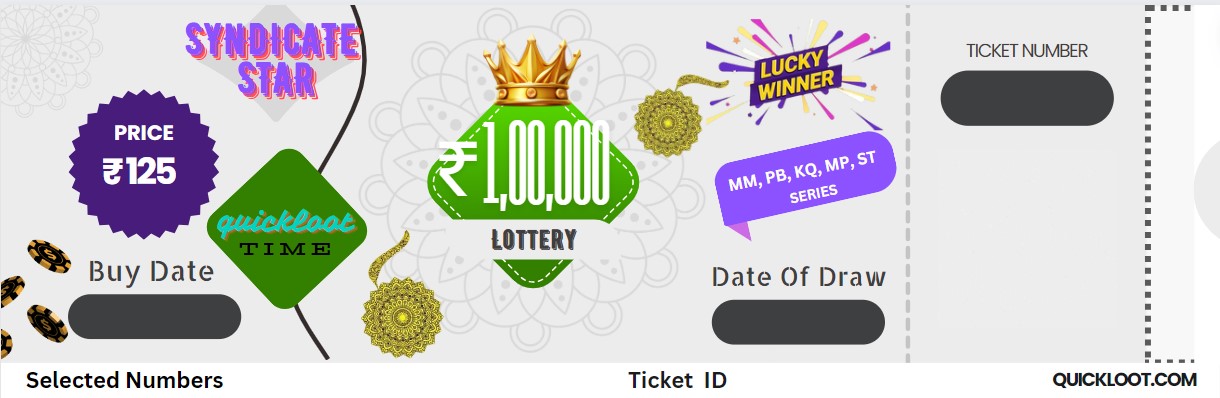 SYNDICATE
STAR
PRICE
₹125
quickloot
TIME
Buy Date
₹1,00,000
LOTTERY
LUCKY
WINNER
MM, PB, KQ, MP, ST
SERIES
Date Of Draw
TICKET NUMBER
Selected Numbers
Ticket ID
QUICKLOOT.COM